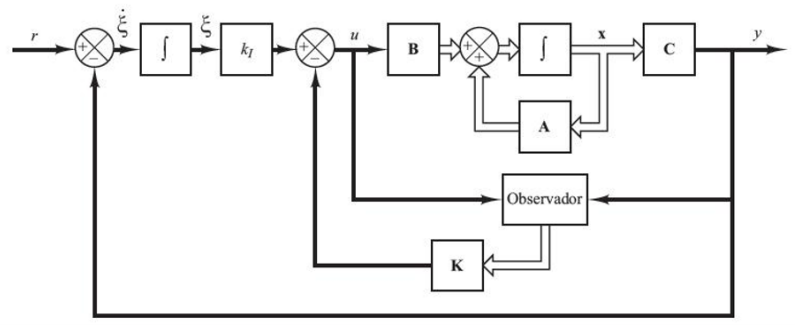 r
+
−
ξ̇
∫
ξ
k_I
+
−
u
B
+
+
∫
x
C
y
A
Observador
K